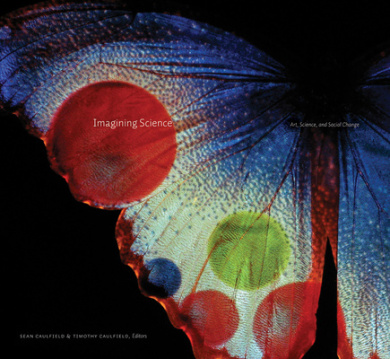 Imagining Science
Art, Science, and Social Change
SEAN CAULFIELD & TIMOTHY CAULFIELD, Editors